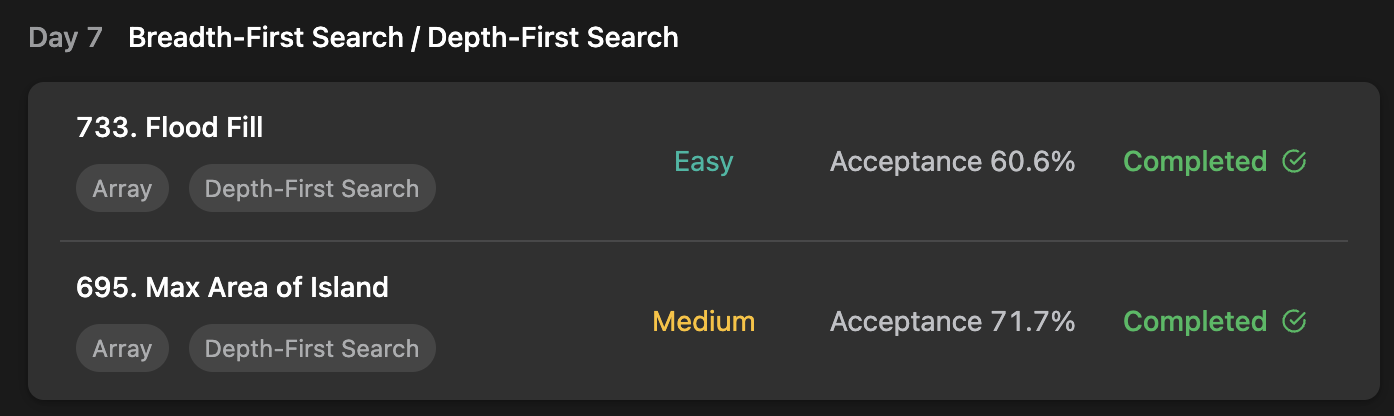 Day 7 Breadth-First Search / Depth-First Search
733. Flood Fill
Array Depth-First Search
Easy
Acceptance 60.6%
Completed
695. Max Area of Island
Array Depth-First Search
Medium
Acceptance 71.7%
Completed